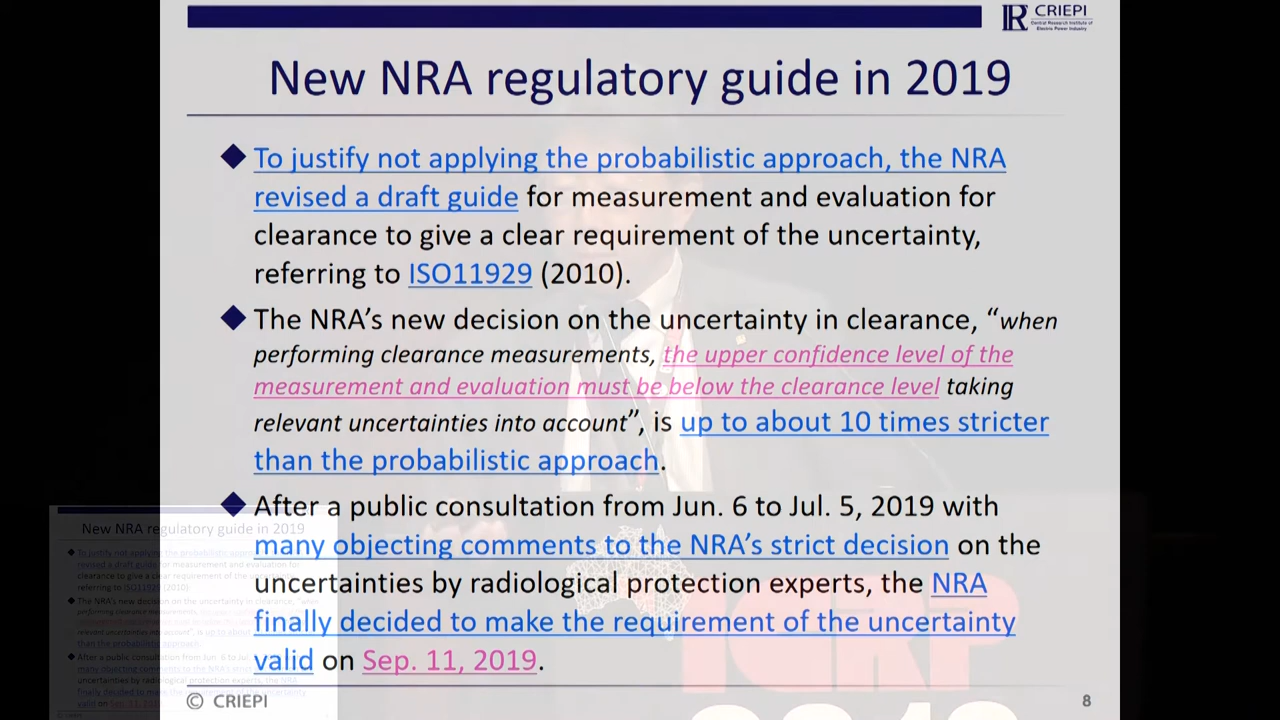 CRIEPI
Central Research Institute of
Electric Power Industry
New NRA regulatory guide in 2019
◆ To justify not applying the probabilistic approach, the NRA
revised a draft guide for measurement and evaluation for
clearance to give a clear requirement of the uncertainty,
referring to ISO11929 (2010).
◆ The NRA’s new decision on the uncertainty in clearance, “when
performing clearance measurements, the upper confidence level of the
measurement and evaluation must be below the clearance level taking
relevant uncertainties into account”, is up to about 10 times stricter
than the probabilistic approach.
◆ After a public consultation from Jun. 6 to Jul. 5, 2019 with
many objecting comments to the NRA’s strict decision on the
uncertainties by radiological protection experts, the NRA
finally decided to make the requirement of the uncertainty
valid on Sep. 11, 2019.
© CRIEPI
8
New NRA regulatory guide in 2019
ICRP